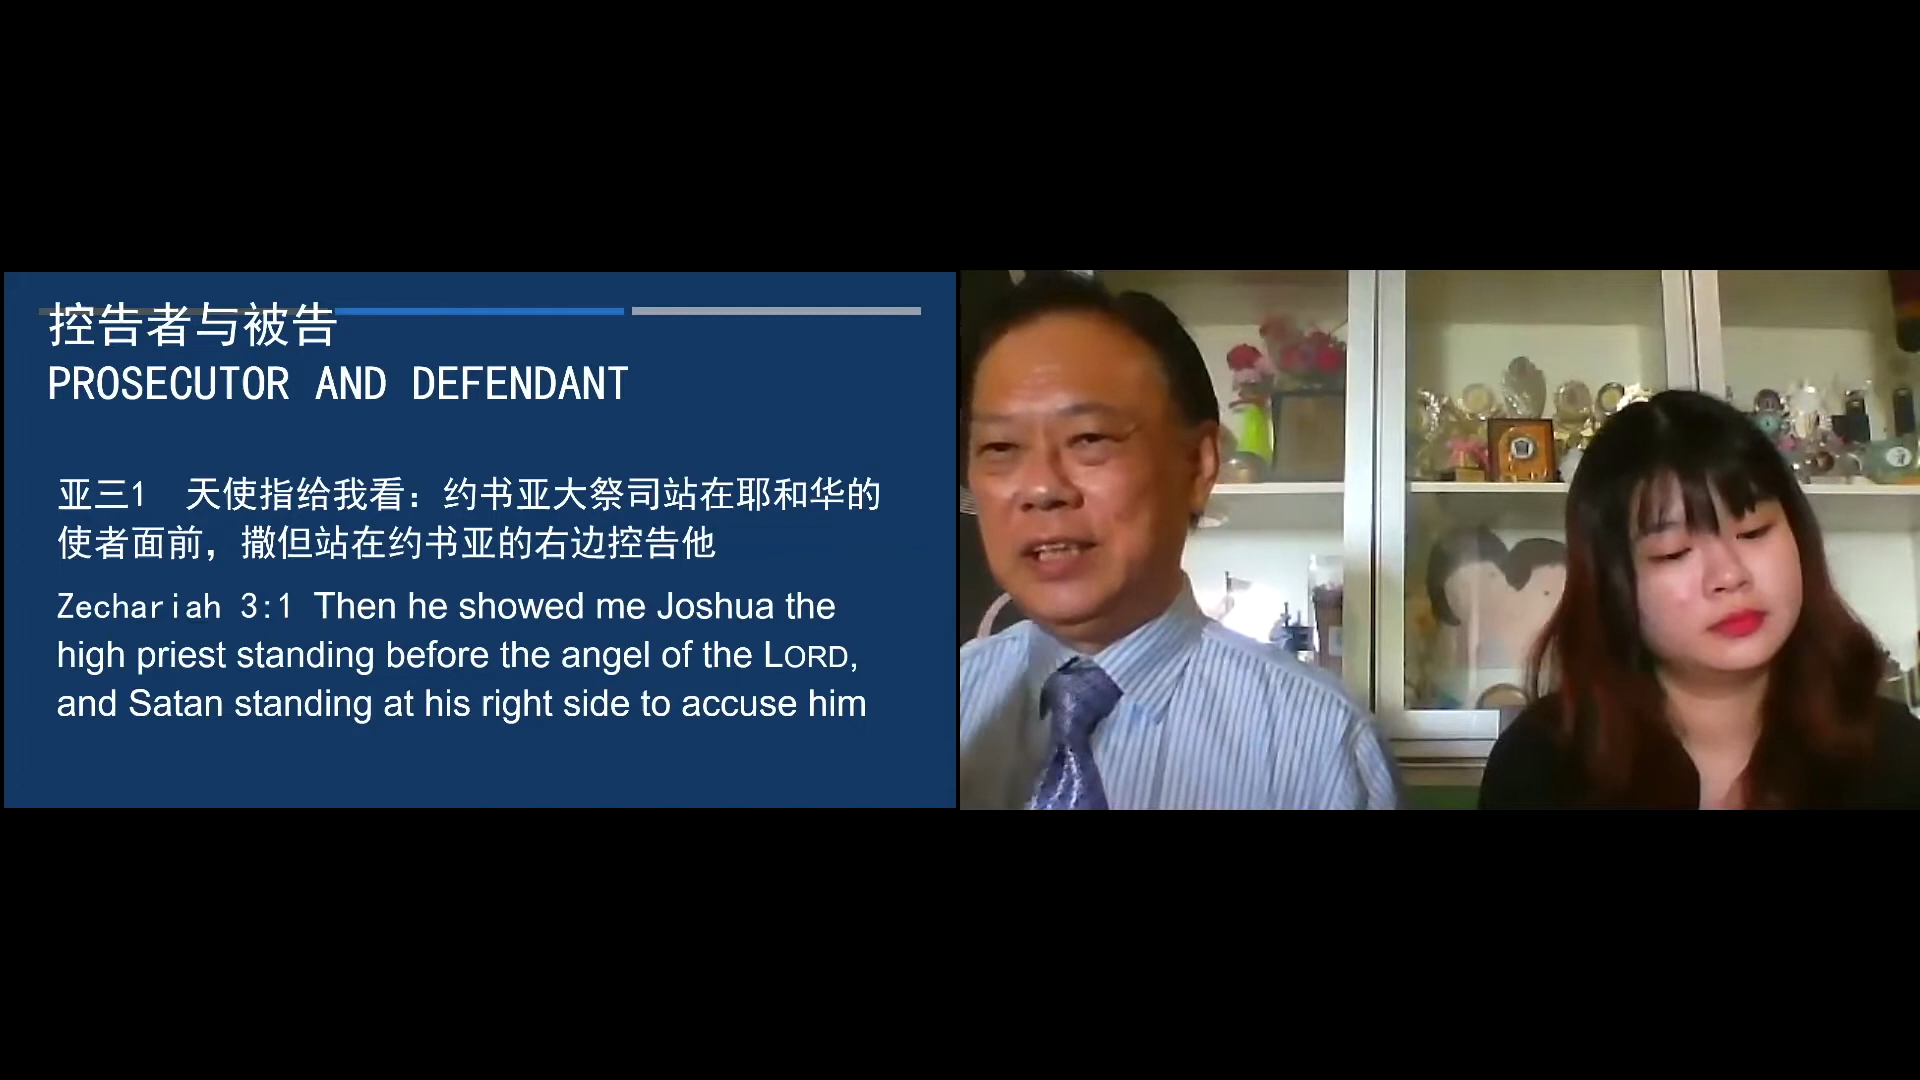 控告者与被告
PROSECUTOR AND DEFENDANT
亚三1　天使指给我看：约书亚大祭司站在耶和华的
使者面前，撒但站在约书亚的右边控告他
Zechariah 3:1 Then he showed me Joshua the
high priest standing before the angel of the LORD,
and Satan standing at his right side to accuse him